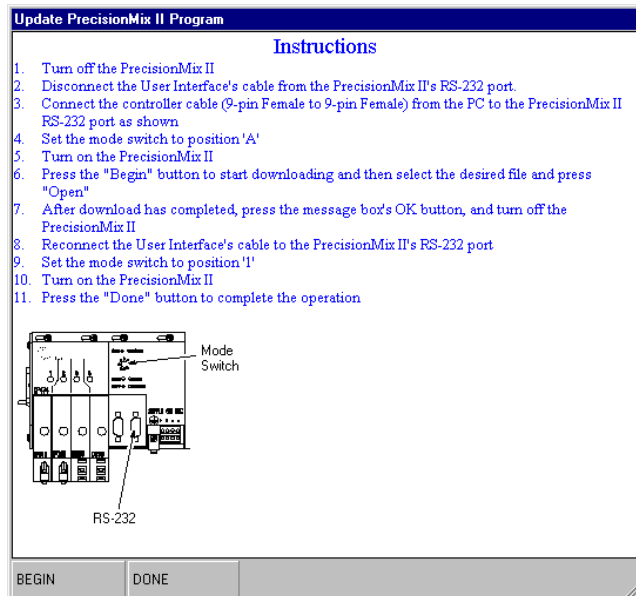 Update PrecisionMix II Program
Instructions
1. Turn off the PrecisionMix II
2. Disconnect the User Interface's cable from the PrecisionMix II's RS-232 port.
3. Connect the controller cable (9-pin Female to 9-pin Female) from the PC to the PrecisionMix II
RS-232 port as shown
4. Set the mode switch to position 'A'
5. Turn on the PrecisionMix II
6. Press the "Begin" button to start downloading and then select the desired file and press
"Open"
7. After download has completed, press the message box's OK button, and turn off the
PrecisionMix II
8. Reconnect the User Interface's cable to the PrecisionMix II's RS-232 port
9. Set the mode switch to position '1'
10. Turn on the PrecisionMix II
11. Press the "Done" button to complete the operation
Mode
Switch
RS-232
BEGIN
DONE